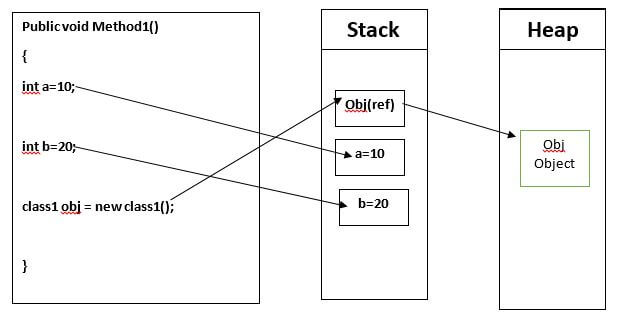 Public void Method1()
{
int a=10;
int b=20;
class1 obj = new class1();
}
Stack
Obj(ref)
a=10
b=20
Heap
Obj
Object